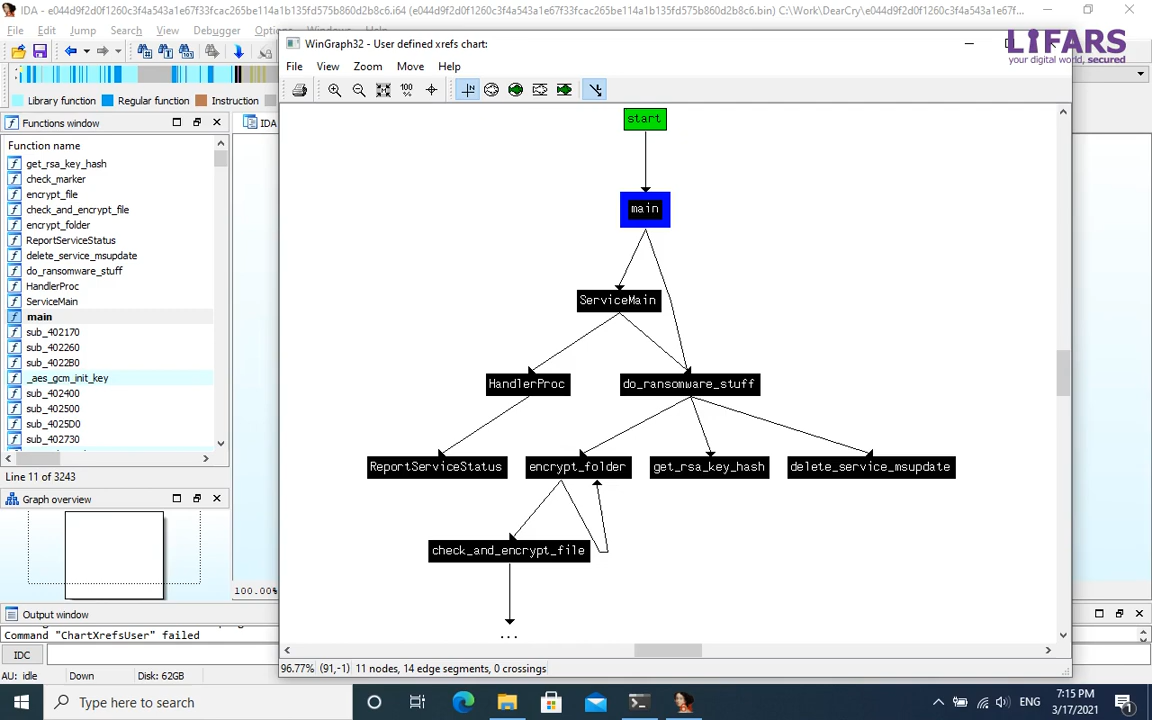 IDA - e044d9f2d0f1260c3f4a543a1e67f33fcac265be114a1b135fd575b860d2b8c6.i64 (e044d9f2d0f1260c3f4a543a1e67f33fcac265be114a1b135fd575b860d2b8c6.bin) C:\Work\DearCry\e044d9f2d0f1260c3f4a543a1e67f...
File Edit Jump Search View Debugger
WinGraph32 - User defined xrefs chart:
LIFARS
your digital world, secured
File View Zoom Move Help
Library function Regular function Instruction
100
Functions window
IDA
Function name
get_rsa_key_hash
check_marker
encrypt_file
check_and_encrypt_file
encrypt_folder
ReportServiceStatus
delete_service_msupdate
do_ransomware_stuff
HandlerProc
ServiceMain
main
sub_402170
sub_402260
sub_4022B0
_aes_gcm_init_key
sub_402400
sub_402500
sub_4025D0
sub_402730
Line 11 of 3243
Graph overview
100.00%
start
main
ServiceMain
HandlerProc
do_ransomware_stuff
ReportServiceStatus
encrypt_folder
get_rsa_key_hash
delete_service_msupdate
check_and_encrypt_file
...
Output window
Command "ChartXrefsUser" failed
IDC
96.77% (91,-1) 11 nodes, 14 edge segments, 0 crossings
AU: idle Down Disk: 62GB
Type here to search
ENG
7:15 PM
3/17/2021
1